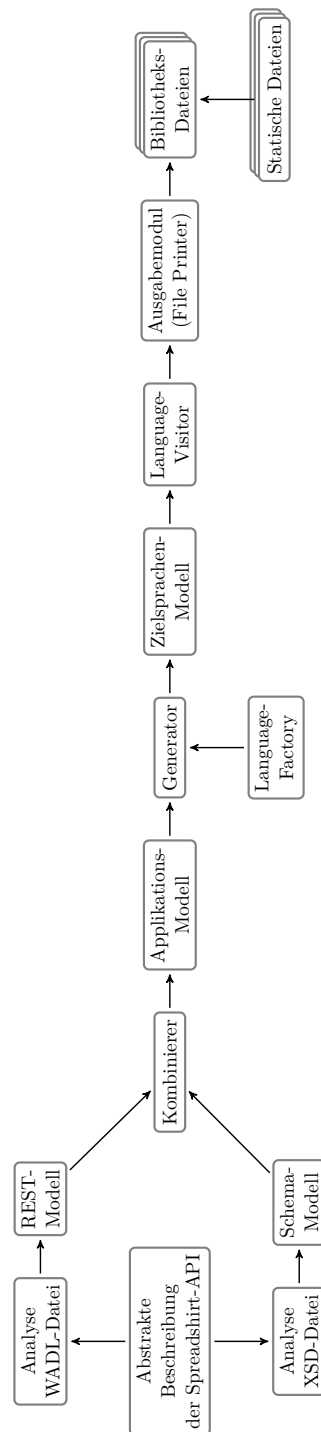 Abstrakte
Beschreibung
der Spreadshirt-API
Analyse
WADL-Datei
REST-
Modell
Analyse
XSD-Datei
Schema-
Modell
Kombinierer
Applikations-
Modell
Generator
Language-
Factory
Zielsprachen-
Modell
Language-
Visitor
Ausgabemodul
(File Printer)
Bibliotheks-
Dateien
Statische Dateien